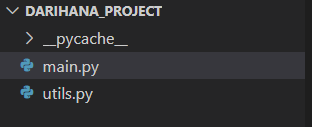 DARIHANA_PROJECT
__pycache__
main.py
utils.py